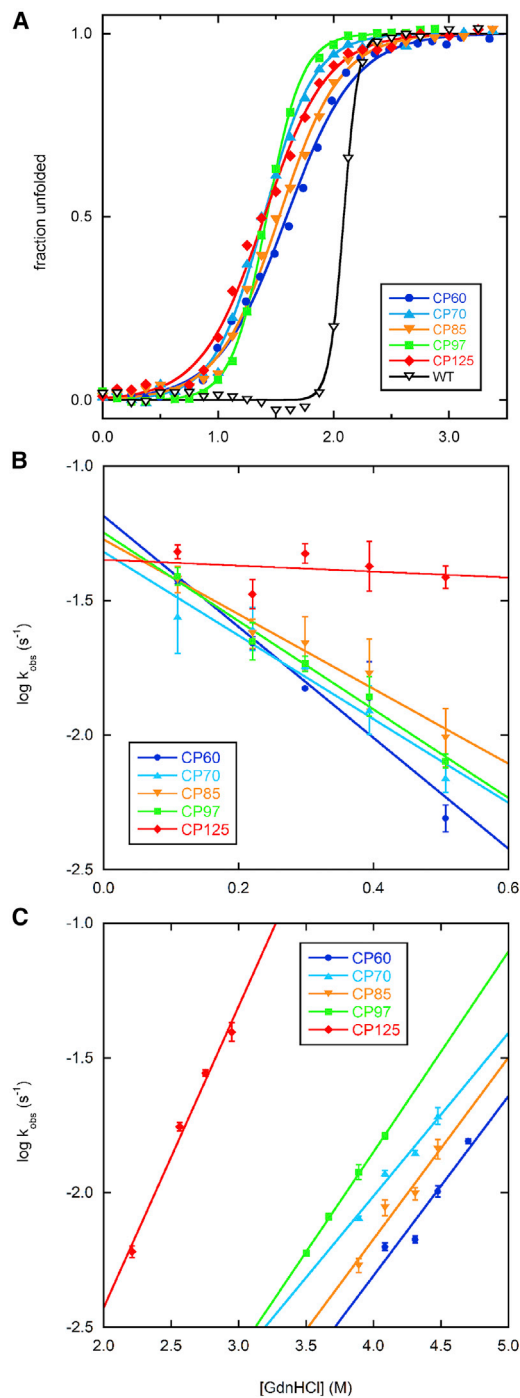 A
fraction unfolded
1.0
0.5
0.0
CP60
CP70
CP85
CP97
CP125
WT
0.0
1.0
2.0
3.0
B
log kobs (s-1)
-1.0
-1.5
-2.0
-2.5
CP60
CP70
CP85
CP97
CP125
0.0
0.2
0.4
0.6
C
log kobs (s-1)
-1.0
-1.5
-2.0
-2.5
CP60
CP70
CP85
CP97
CP125
2.0
2.5
3.0
3.5
4.0
4.5
5.0
[GdnHCl] (M)